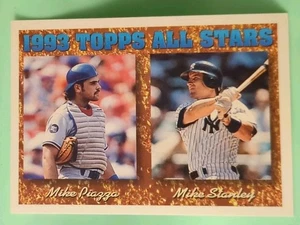 1993 TOPPS ALL STARS
Mike Piazza Mike Stanley